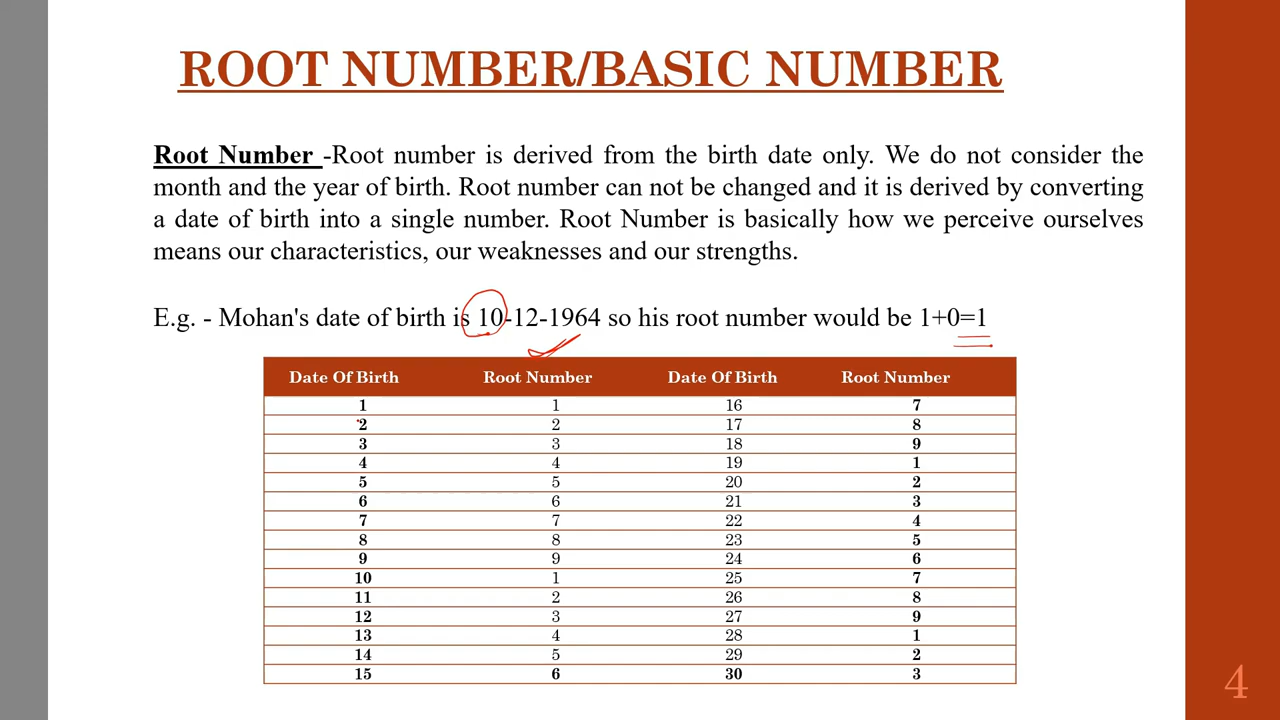 ROOT NUMBER/BASIC NUMBER
Root Number -Root number is derived from the birth date only. We do not consider the
month and the year of birth. Root number can not be changed and it is derived by converting
a date of birth into a single number. Root Number is basically how we perceive ourselves
means our characteristics, our weaknesses and our strengths.
E.g. - Mohan's date of birth is 10-12-1964 so his root number would be 1+0=1
Date Of Birth Root Number Date Of Birth Root Number
1 1 16 7
2 2 17 8
3 3 18 9
4 4 19 1
5 5 20 2
6 6 21 3
7 7 22 4
8 8 23 5
9 9 24 6
10 1 25 7
11 2 26 8
12 3 27 9
13 4 28 1
14 5 29 2
15 6 30 3
4